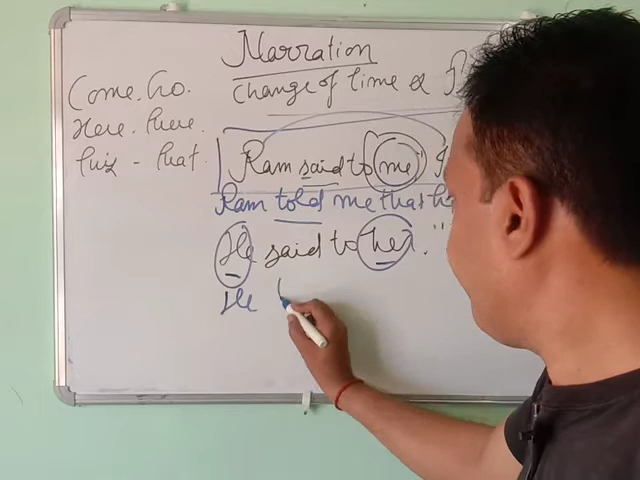 Narration
Change of Time &
Come. Go.
Here. There.
This - That.
Ram said to "me"
Ram told me that
He said to her. "
He